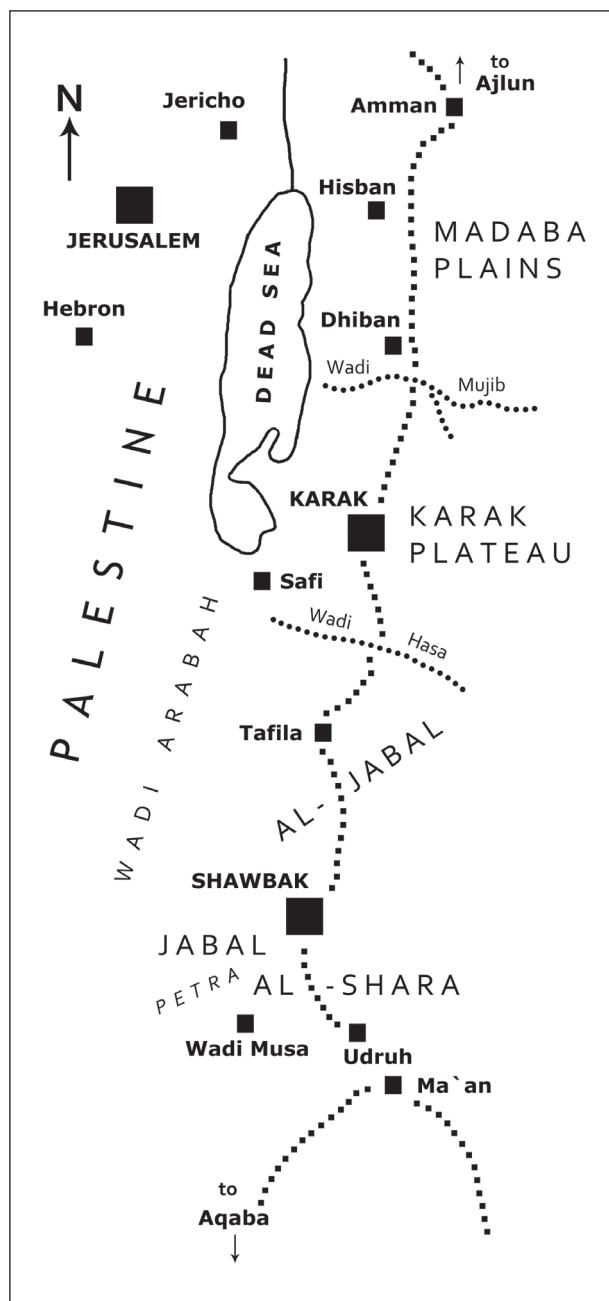 to
Ajlun
N
Jericho
Amman
Hisban
JERUSALEM
MADABA
PLAINS
DEAD SEA
Hebron
Dhiban
Wadi
Mujib
PALESTINE
KARAK
KARAK
PLATEAU
Safi
WADI ARABAH
Wadi
Hasa
Tafila
AL-JABAL
SHAWBAK
JABAL
AL-SHARA
PETRA
Wadi Musa
Udruh
Ma`an
to
Aqaba